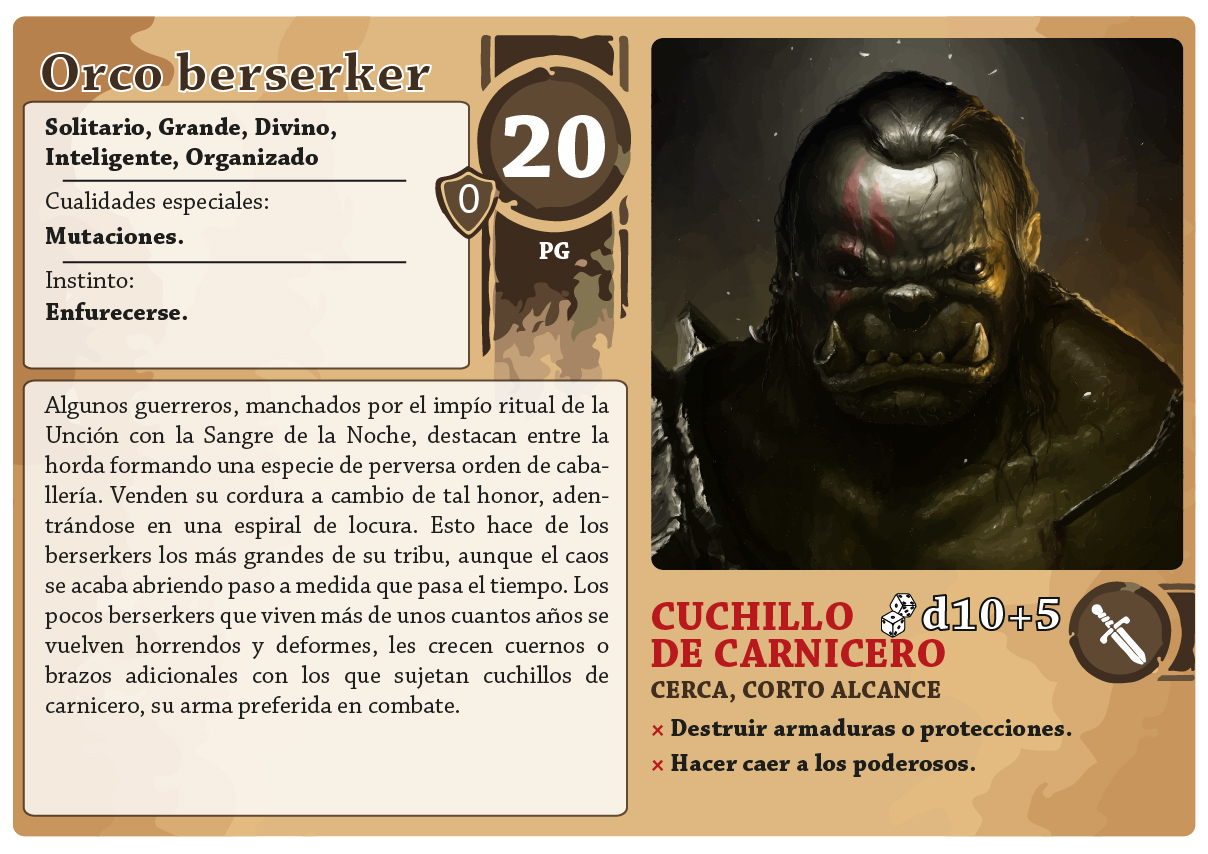 Orco berserker
Solitario, Grande, Divino,
Inteligente, Organizado
Cualidades especiales:
Mutaciones.
Instinto:
Enfurecerse.
20
0
PG
Algunos guerreros, manchados por el impío ritual de la
Unción con la Sangre de la Noche, destacan entre la
horda formando una especie de perversa orden de caba-
llería. Venden su cordura a cambio de tal honor, aden-
trándose en una espiral de locura. Esto hace de los
berserkers los más grandes de su tribu, aunque el caos
se acaba abriendo paso a medida que pasa el tiempo. Los
pocos berserkers que viven más de unos cuantos años se
vuelven horrendos y deformes, les crecen cuernos o
brazos adicionales con los que sujetan cuchillos de
carnicero, su arma preferida en combate.
CUCHILLO d10+5
DE CARNICERO
CERCA, CORTO ALCANCE
× Destruir armaduras o protecciones.
× Hacer caer a los poderosos.